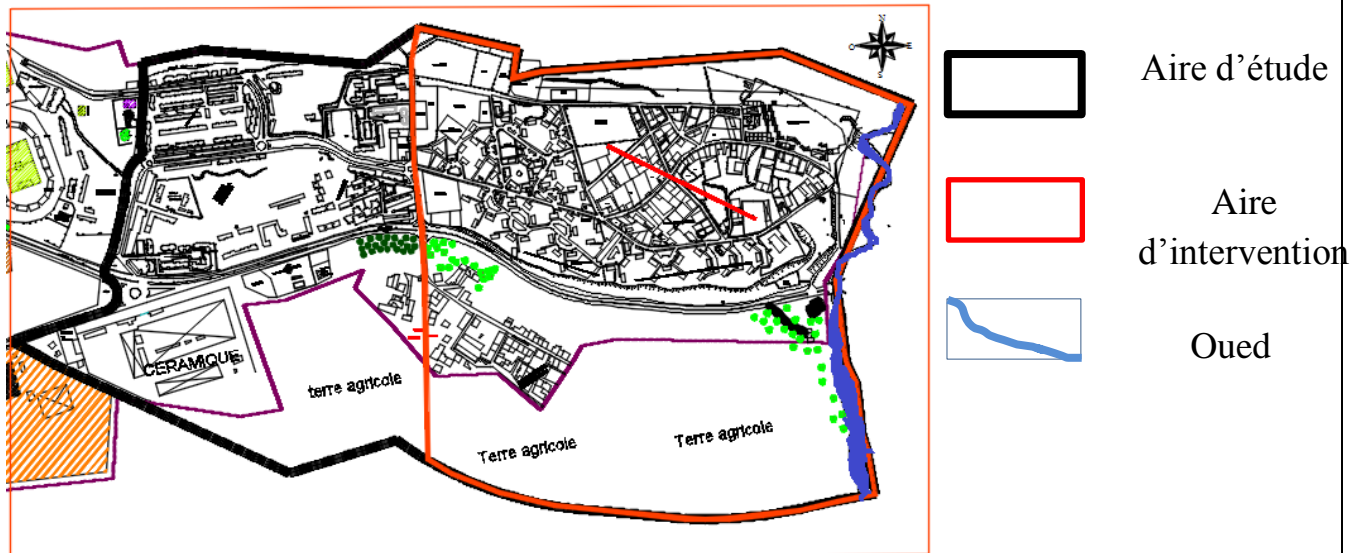 N
O
E
S
Aire d’étude
Aire
d’intervention
Oued
CERAMIQUE
terre agricole
Terre agricole
Terre agricole